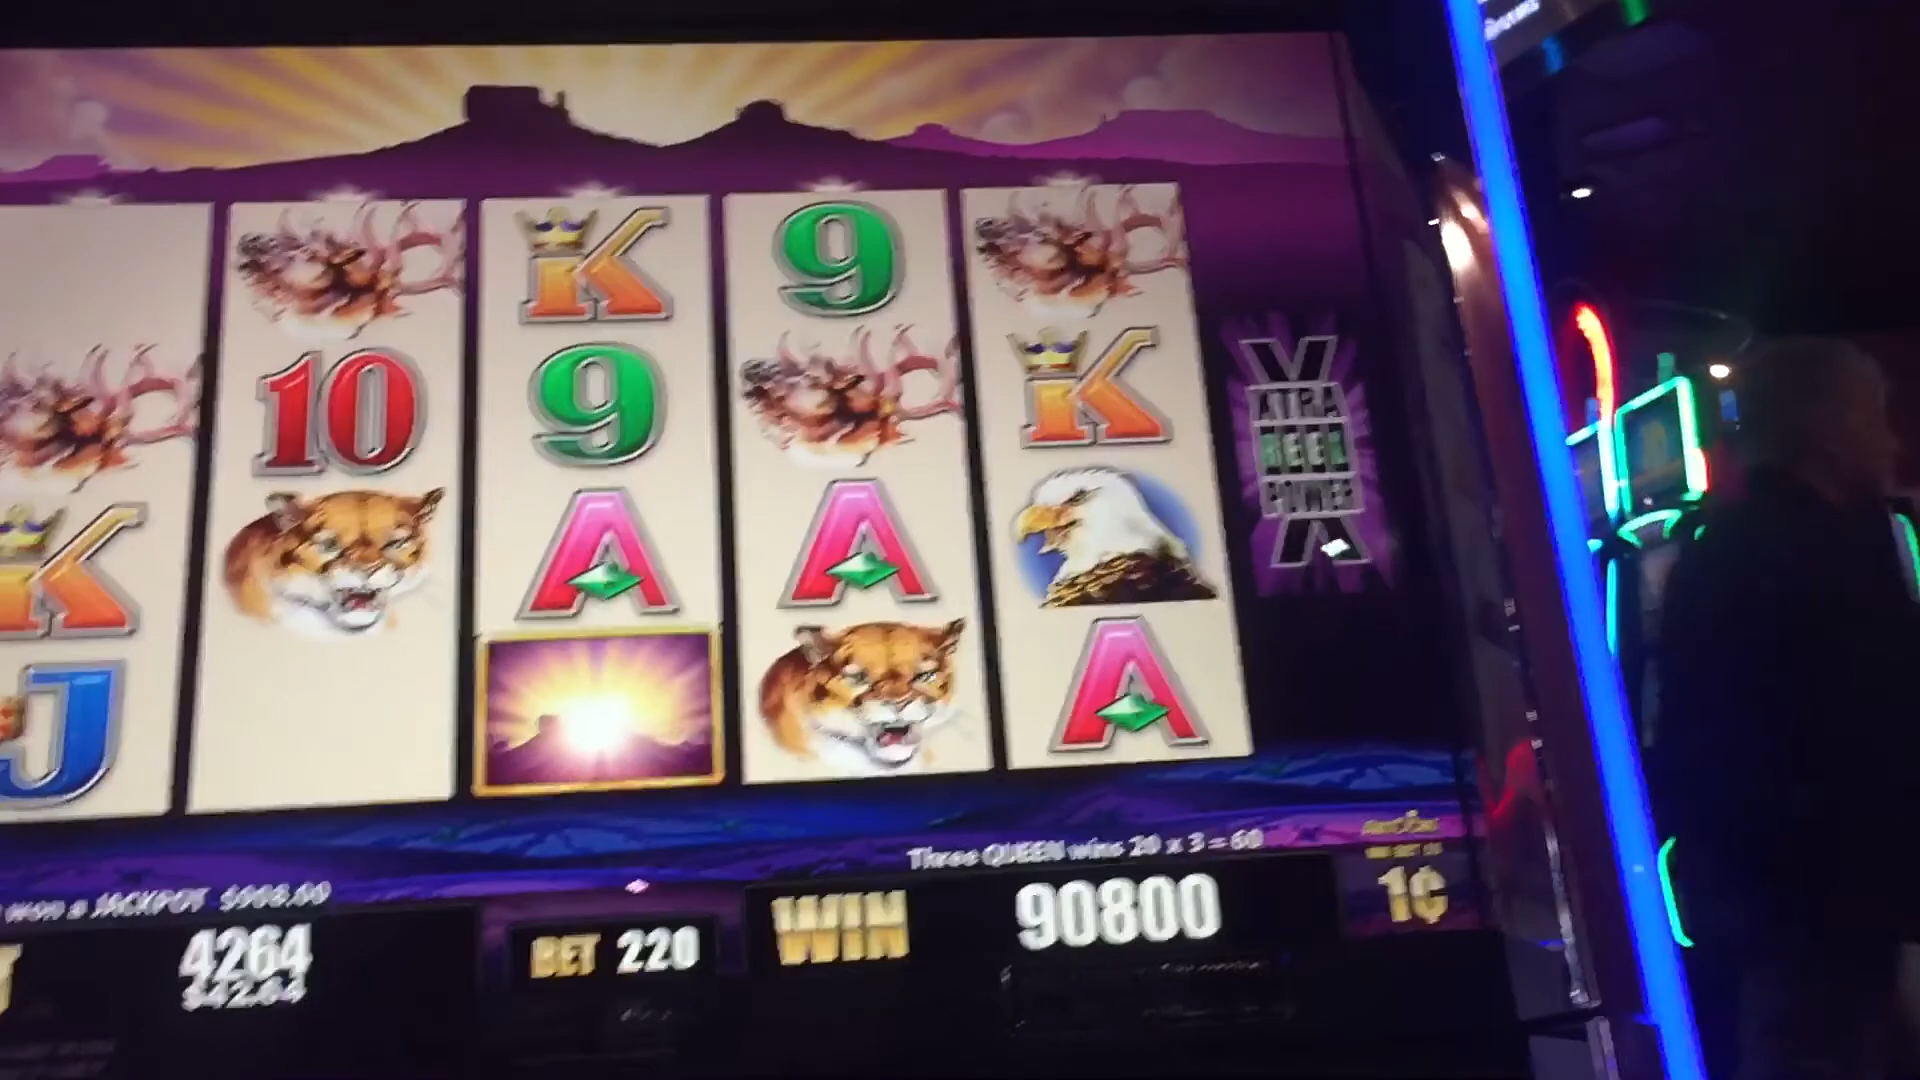 K
9
10
9
K
K
A
A
J
A
XTRA
REEL
POWER
Three QUEEN wins 20 x 3 = 60
won a JACKPOT $908.00
4264
$42.64
BET 220
WIN 90800
1¢